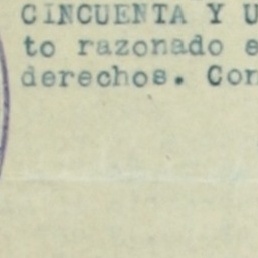 CINCUENTA Y U
to razonado e
derechos. Con